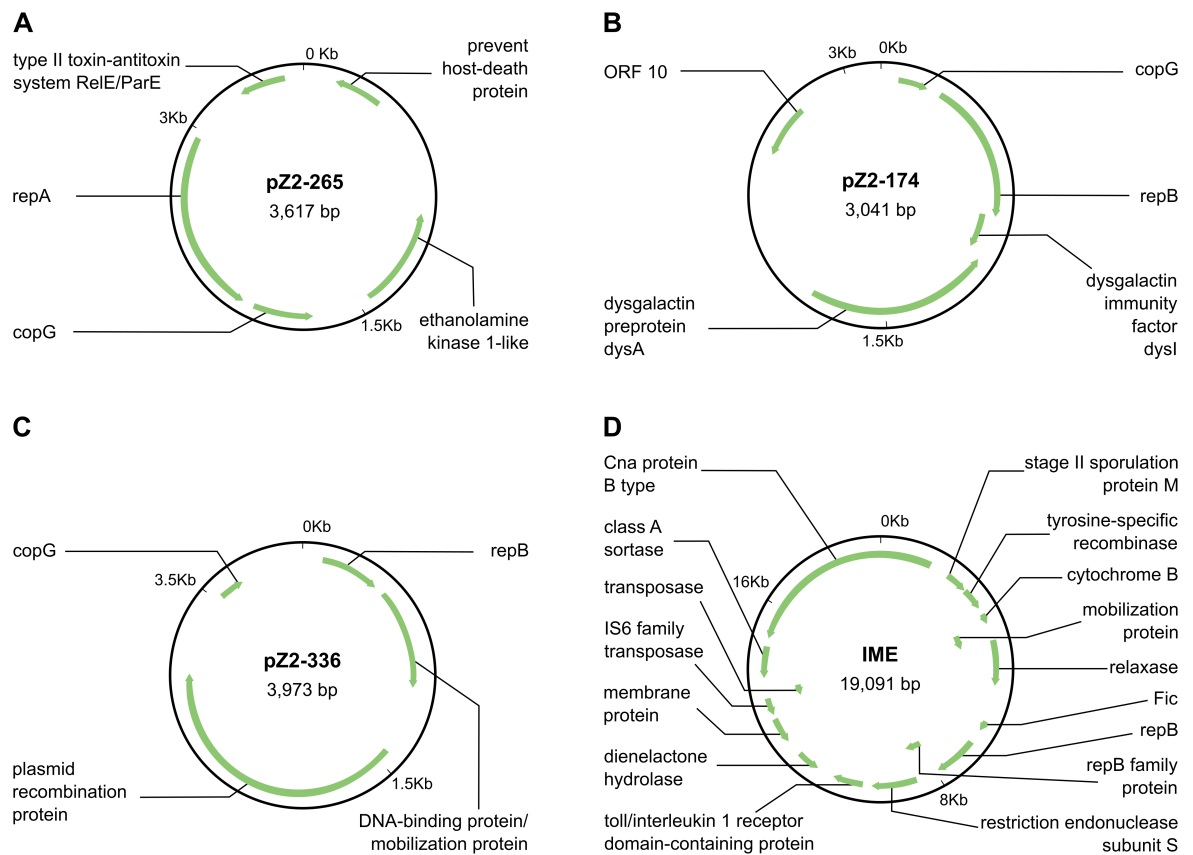 A
type II toxin-antitoxin
system RelE/ParE
0 Kb
prevent
host-death
protein
3Kb
repA
pZ2-265
3,617 bp
copG
1.5Kb
ethanolamine
kinase 1-like
B
ORF 10
3Kb
0Kb
copG
pZ2-174
3,041 bp
repB
dysgalactin
preprotein
dysA
1.5Kb
dysgalactin
immunity
factor
dysI
C
copG
0Kb
repB
3.5Kb
pZ2-336
3,973 bp
plasmid
recombination
protein
1.5Kb
DNA-binding protein/
mobilization protein
D
Cna protein
B type
class A
sortase
transposase
IS6 family
transposase
membrane
protein
dienelactone
hydrolase
toll/interleukin 1 receptor
domain-containing protein
0Kb
16Kb
IME
19,091 bp
8Kb
stage II sporulation
protein M
tyrosine-specific
recombinase
cytochrome B
mobilization
protein
relaxase
Fic
repB
repB family
protein
restriction endonuclease
subunit S